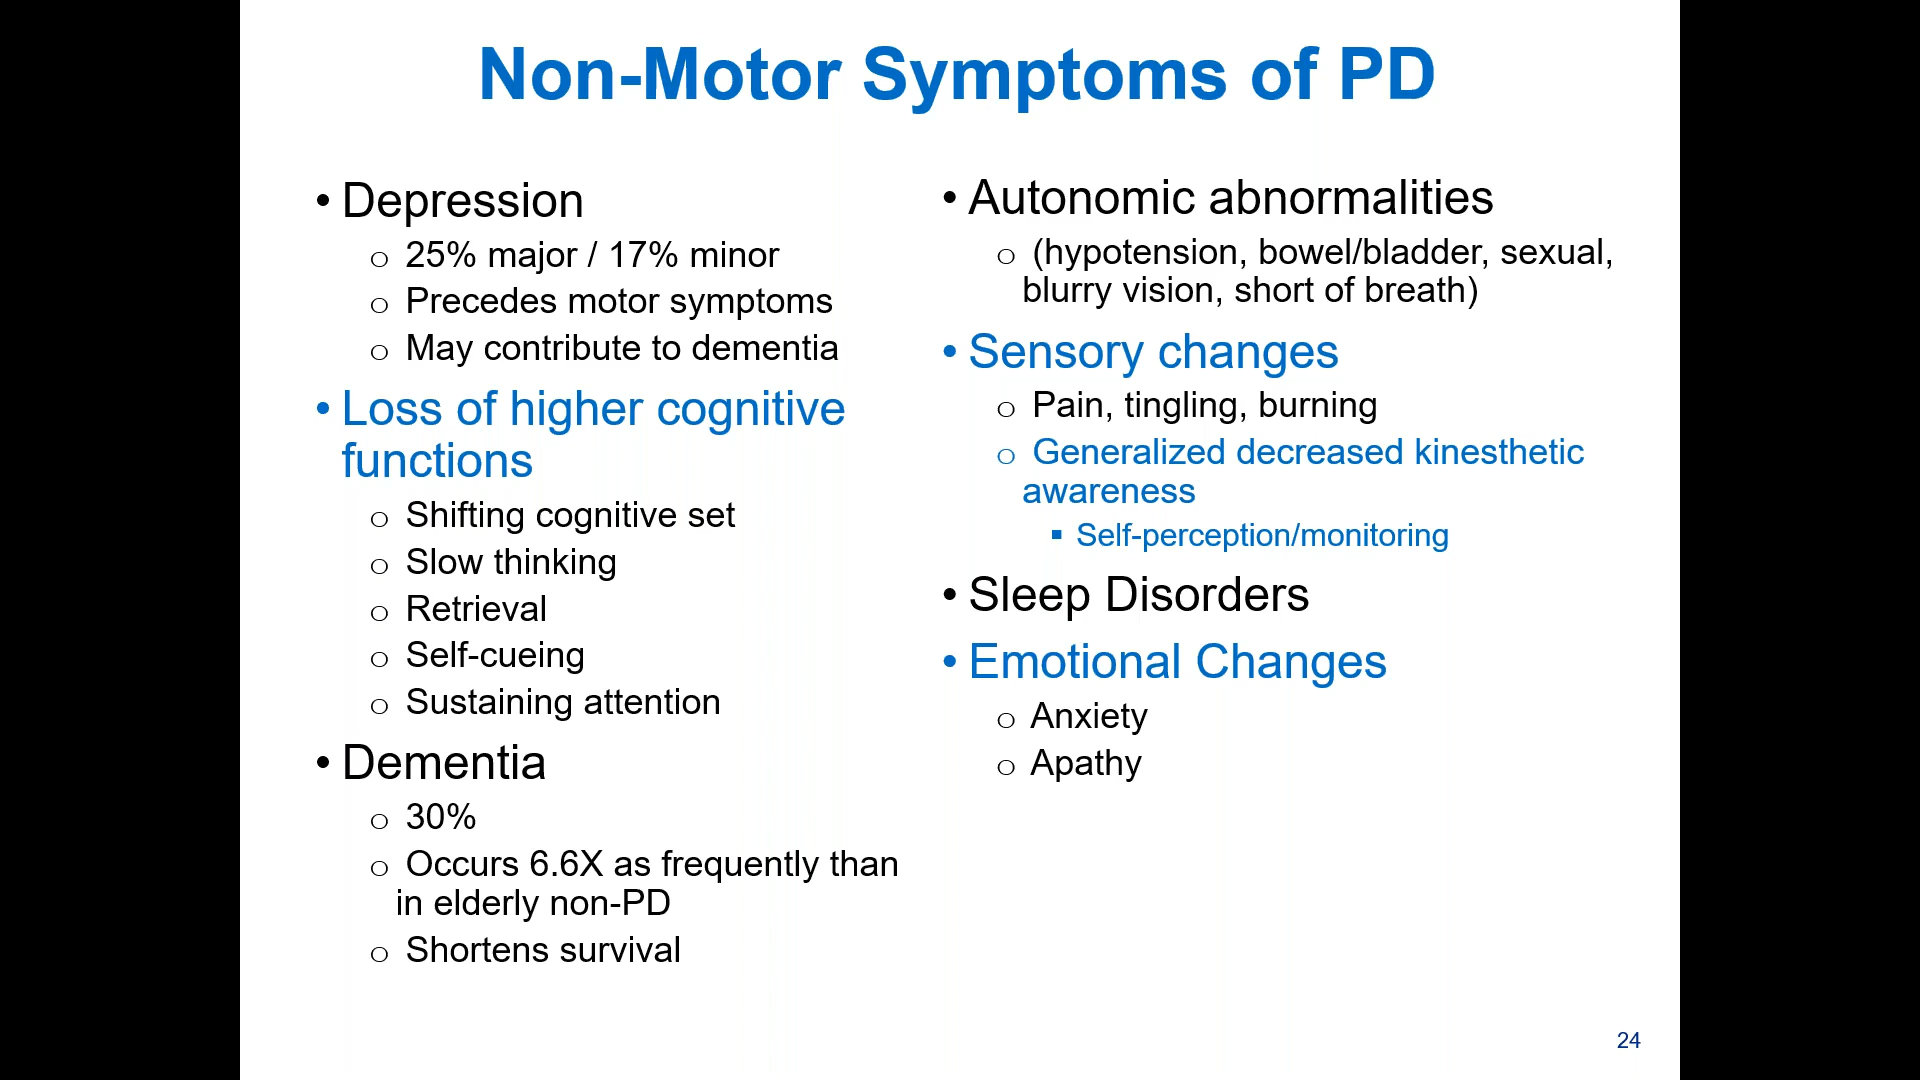 Non-Motor Symptoms of PD
• Depression
o 25% major / 17% minor
o Precedes motor symptoms
o May contribute to dementia
• Loss of higher cognitive
functions
o Shifting cognitive set
o Slow thinking
o Retrieval
o Self-cueing
o Sustaining attention
• Dementia
o 30%
o Occurs 6.6X as frequently than
in elderly non-PD
o Shortens survival
• Autonomic abnormalities
o (hypotension, bowel/bladder, sexual,
blurry vision, short of breath)
• Sensory changes
o Pain, tingling, burning
o Generalized decreased kinesthetic
awareness
▪ Self-perception/monitoring
• Sleep Disorders
• Emotional Changes
o Anxiety
o Apathy
24